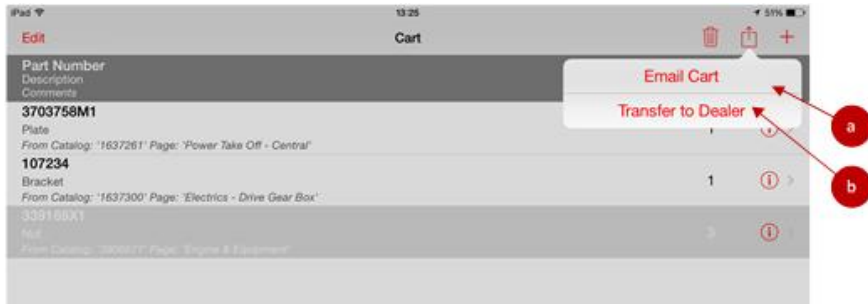 iPad 13:25 51%
Edit Cart
Part Number
Description
Comments
Email Cart
Transfer to Dealer
3703758M1
Plate 1
From Catalog: '1637261' Page: 'Power Take Off - Central'
107234
Bracket 1
From Catalog: '1637300' Page: 'Electrics - Drive Gear Box'
339168X1
Nut 3
From Catalog: Page: 'Engine & Equipment'
a
b